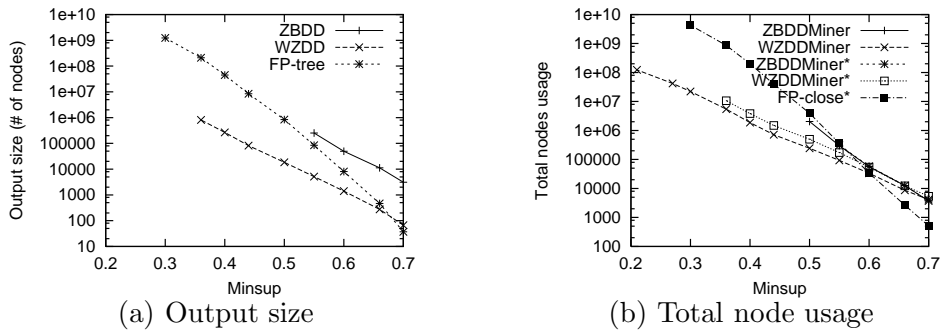 Output size (# of nodes)
1e+10
1e+09
1e+08
1e+07
1e+06
100000
10000
1000
100
10
0.2
0.3
0.4
0.5
0.6
0.7
Minsup
ZBDD
WZDD
FP-tree
(a) Output size
Total nodes usage
1e+10
1e+09
1e+08
1e+07
1e+06
100000
10000
1000
100
0.2
0.3
0.4
0.5
0.6
0.7
Minsup
ZBDDMiner
WZDDMiner
ZBDDMiner*
WZDDMiner*
FP-close*
(b) Total node usage